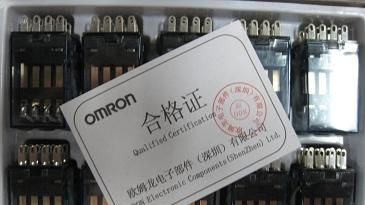 OMRON
合格证
Qualified Certification
欧姆龙电子部件（深圳）有限公司
Electronic Components(ShenZhen) Ltd.